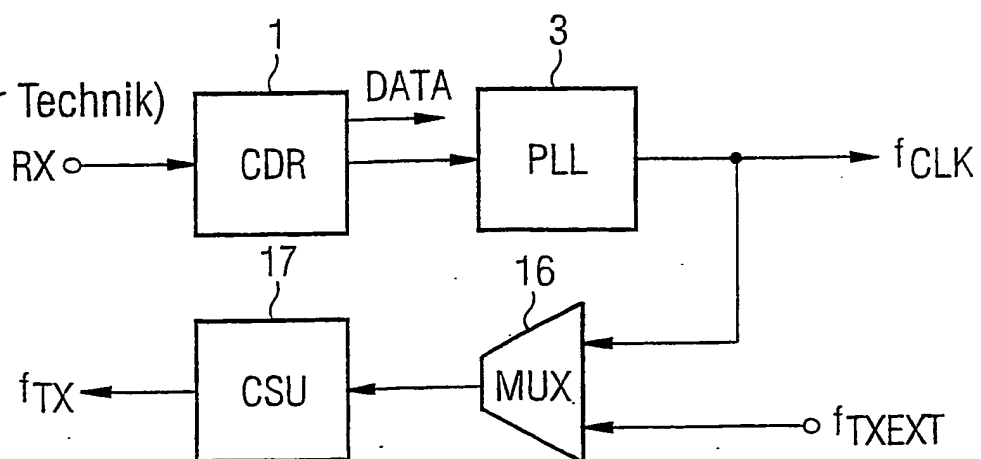 1
3
r Technik)
DATA
RX
CDR
PLL
fCLK
17
16
fTX
CSU
MUX
fTXEXT